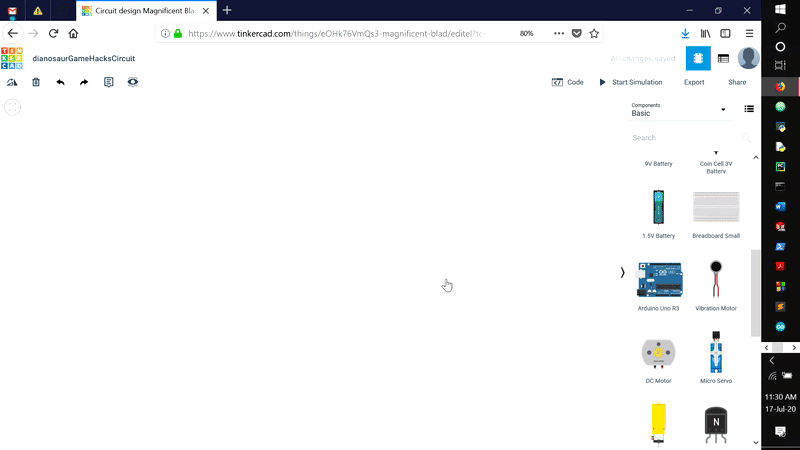 Circuit design Magnificent Blad
https://www.tinkercad.com/things/eOHk76VmQs3-magnificent-blad/editel?tc
80%
TIN
KER
CAD
dianosaurGameHacksCircuit
All changes saved
Code
Start Simulation
Export
Share
Components
Basic
Search
9V Battery
Coin Cell 3V
Battery
1.5V Battery
Breadboard Small
Arduino Uno R3
Vibration Motor
DC Motor
Micro Servo
N
11:30 AM
17-Jul-20